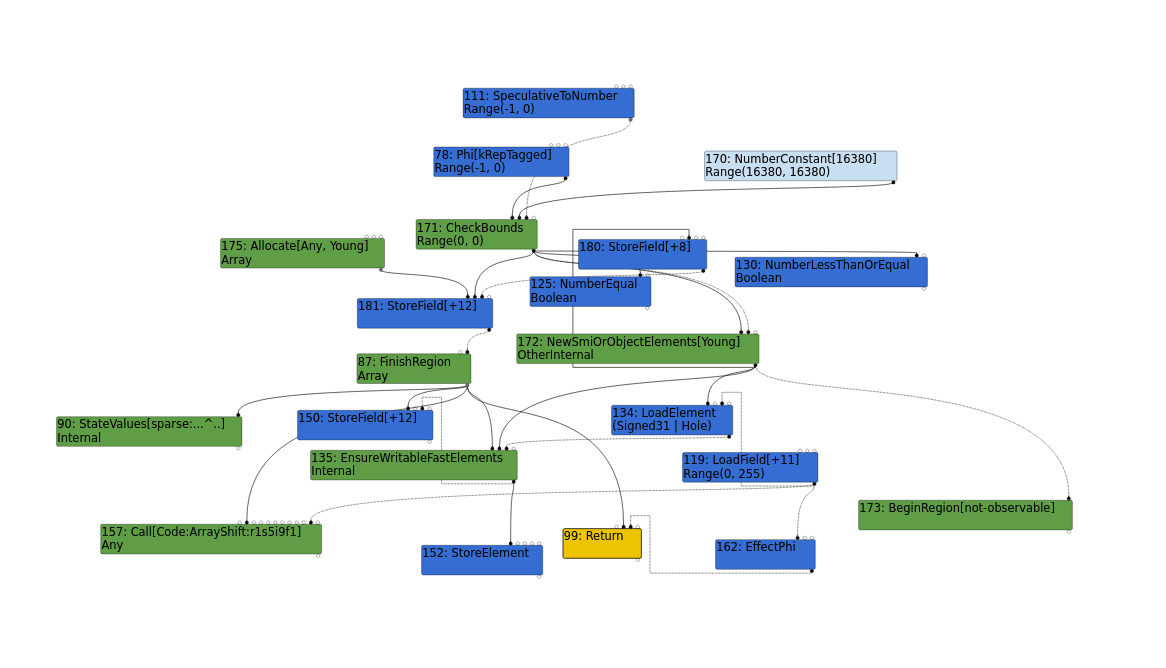 111: SpeculativeToNumber
Range(-1, 0)
78: Phi[kRepTagged]
Range(-1, 0)
170: NumberConstant[16380]
Range(16380, 16380)
171: CheckBounds
Range(0, 0)
175: Allocate[Any, Young]
Array
180: StoreField[+8]
130: NumberLessThanOrEqual
Boolean
125: NumberEqual
Boolean
181: StoreField[+12]
172: NewSmiOrObjectElements[Young]
OtherInternal
87: FinishRegion
Array
90: StateValues[sparse:...^..]
Internal
150: StoreField[+12]
134: LoadElement
(Signed31 | Hole)
135: EnsureWritableFastElements
Internal
119: LoadField[+11]
Range(0, 255)
173: BeginRegion[not-observable]
157: Call[Code:ArrayShift:r1s5i9f1]
Any
99: Return
152: StoreElement
162: EffectPhi